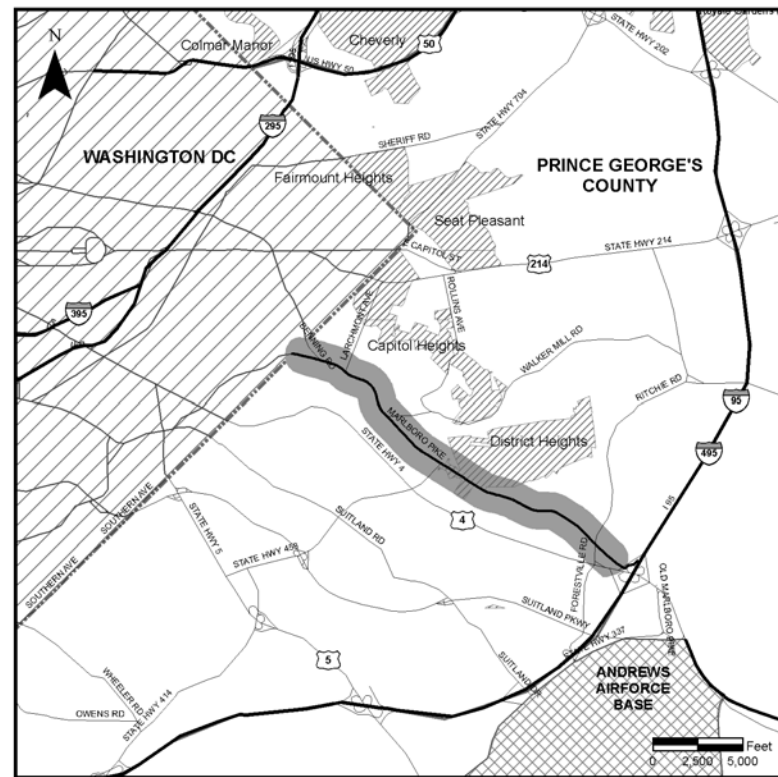 N
Colmar Manor
Cheverly
50
US HWY 50
STATE HWY 202
295
STATE HWY 704
SHERIFF RD
WASHINGTON DC
PRINCE GEORGE'S
COUNTY
Fairmount Heights
Seat Pleasant
E CAPITOL ST
STATE HWY 214
214
395
BENNING RD
LARCHMONT AVE
ROLLINS AVE
Capitol Heights
WALKER MILL RD
RITCHIE RD
95
MARLBORO PIKE
District Heights
495
STATE HWY 4
4
I 95
SUITLAND RD
SOUTHERN AVE
SOUTHERN AVE
STATE HWY 5
STATE HWY 458
FORESTVILLE RD
OLD MARLBORO PIKE
SUITLAND PKWY
STATE HWY 337
5
SUITLAND RD
WHEELER RD
STATE HWY 414
OWENS RD
ANDREWS
AIRFORCE
BASE
Feet
0 2,500 5,000